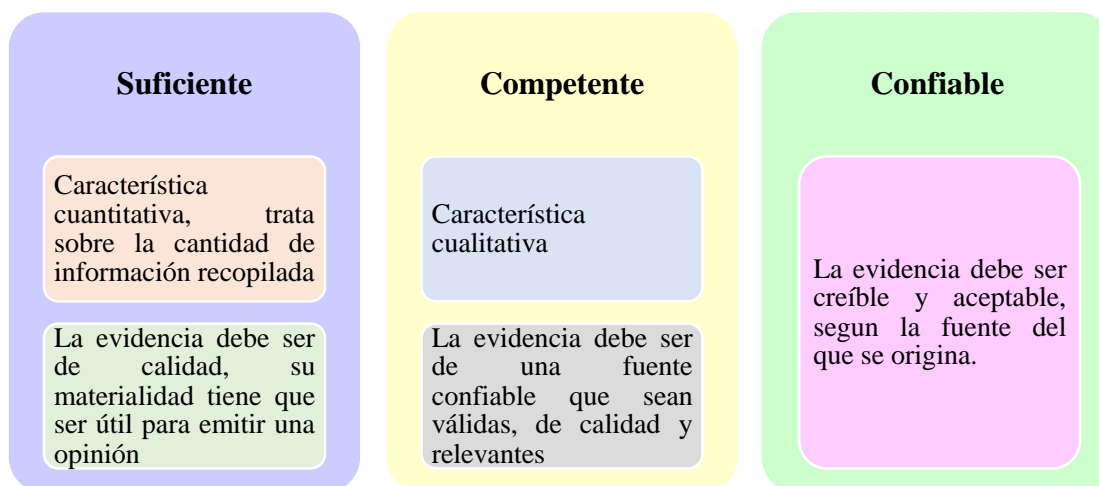 Suficiente
Característica
cuantitativa, trata
sobre la cantidad de
información recopilada
La evidencia debe ser
de calidad, su
materialidad tiene que
ser útil para emitir una
opinión
Competente
Característica
cualitativa
La evidencia debe ser
de una fuente
confiable que sean
válidas, de calidad y
relevantes
Confiable
La evidencia debe ser
creíble y aceptable,
segun la fuente del
que se origina.